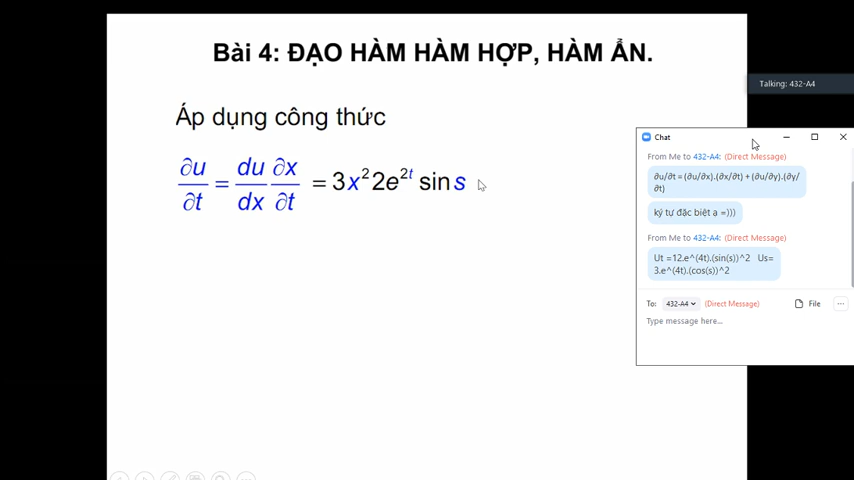 Bài 4: ĐẠO HÀM HÀM HỢP, HÀM ẨN.
Talking: 432-A4
Áp dụng công thức
∂u/∂t = du/dx ∂x/∂t = 3x²2e²ᵗ sin s
Chat
From Me to 432-A4: (Direct Message)
∂u/∂t = (∂u/∂x).(∂x/∂t) + (∂u/∂y).(∂y/
∂t)
ký tự đặc biệt ạ =)))
From Me to 432-A4: (Direct Message)
Ut =12.e^(4t).(sin(s))^2 Us=
3.e^(4t).(cos(s))^2
To: 432-A4 (Direct Message) File ...
Type message here...